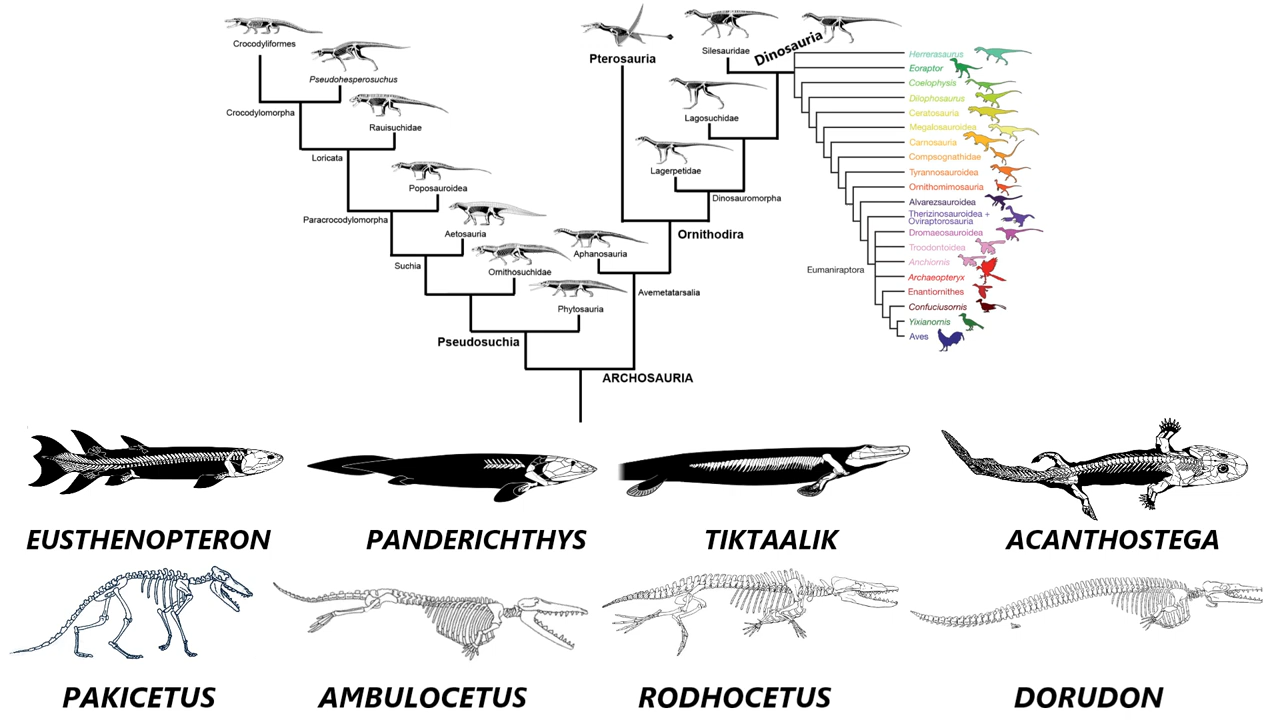 Crocodyliformes
Pseudohesperosuchus
Crocodylomorpha
Rauisuchidae
Loricata
Poposauroidea
Paracrocodylomorpha
Aetosauria
Suchia
Ornithosuchidae
Phytosauria
Pseudosuchia
ARCHOSAURIA
Pterosauria
Silesauridae
Dinosauria
Lagosuchidae
Lagerpetidae
Dinosauromorpha
Ornithodira
Aphanosauria
Avemetatarsalia
Herrerasaurus
Eoraptor
Coelophysis
Dilophosaurus
Ceratosauria
Megalosauroidea
Carnosauria
Compsognathidae
Tyrannosauroidea
Ornithomimosauria
Alvarezsauroidea
Therizinosauroidea +
Oviraptorosauria
Dromaeosauroidea
Troodontoidea
Anchiornis
Eumaniraptora
Archaeopteryx
Enantiornithes
Confuciusornis
Yixianornis
Aves
EUSTHENOPTERON
PANDERICHTHYS
TIKTAALIK
ACANTHOSTEGA
PAKICETUS
AMBULOCETUS
RODHOCETUS
DORUDON